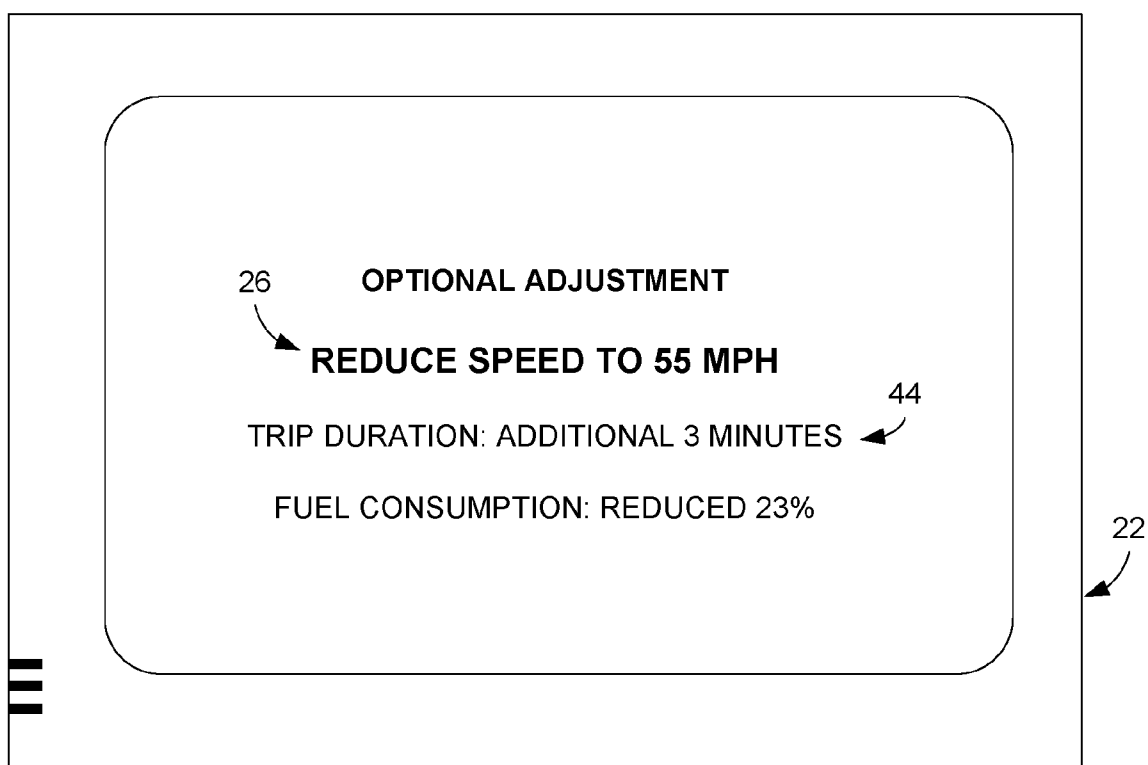 26
OPTIONAL ADJUSTMENT
REDUCE SPEED TO 55 MPH
44
TRIP DURATION: ADDITIONAL 3 MINUTES
FUEL CONSUMPTION: REDUCED 23%
22